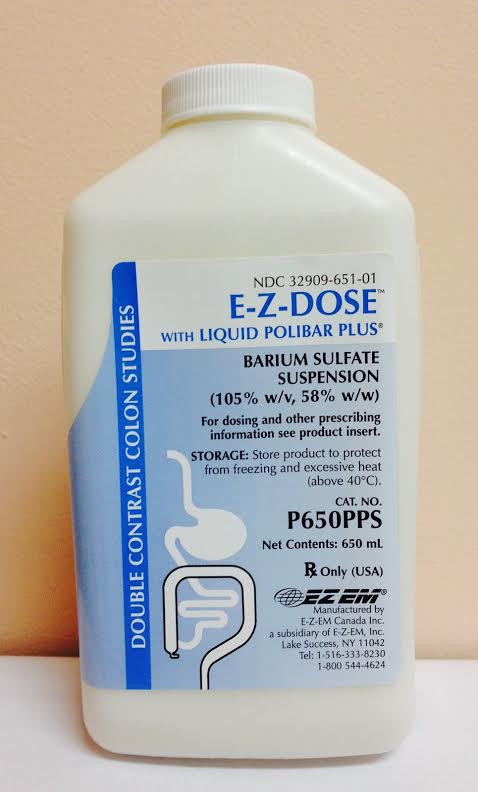 NDC 32909-651-01
E-Z-DOSE™
WITH LIQUID POLIBAR PLUS®
BARIUM SULFATE
SUSPENSION
(105% w/v, 58% w/w)
For dosing and other prescribing
information see product insert.
STORAGE: Store product to protect
from freezing and excessive heat
(above 40°C).
CAT. NO.
P650PPS
Net Contents: 650 mL
℞ Only (USA)
EZEM®
Manufactured by
E-Z-EM Canada Inc.
a subsidiary of E-Z-EM, Inc.
Lake Success, NY 11042
Tel: 1-516-333-8230
1-800 544-4624
DOUBLE CONTRAST COLON STUDIES